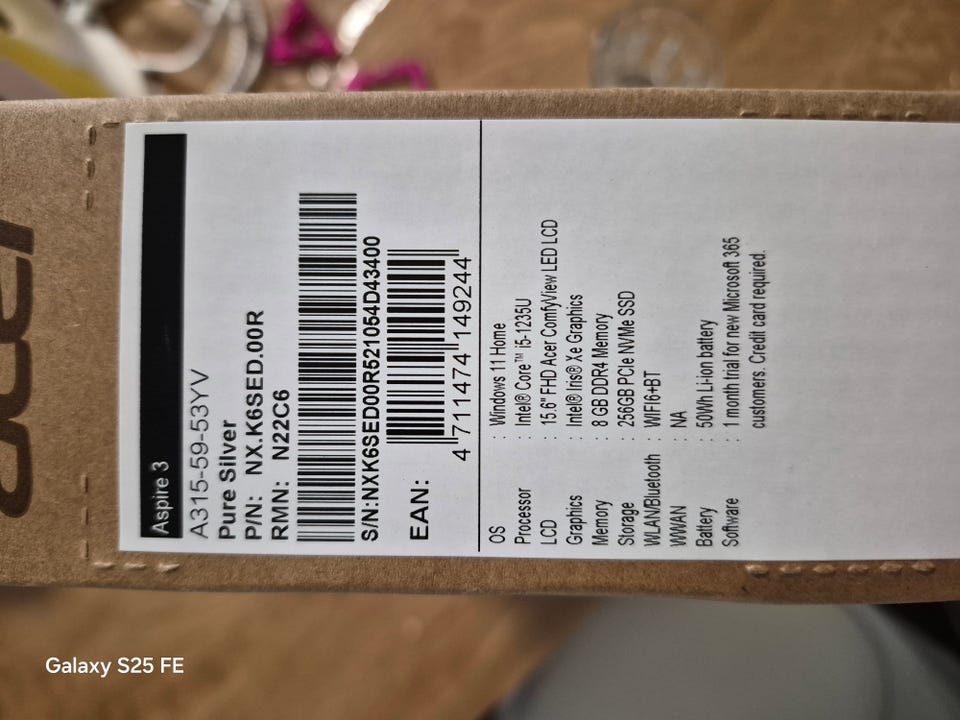 acer
Aspire 3
A315-59-53YV
Pure Silver
P/N: NX.K6SED.00R
RMN: N22C6
S/N:NXK6SED00R521054D43400
EAN:
4 711474 149244
OS : Windows 11 Home
Processor : Intel® Core™ i5-1235U
LCD : 15.6" FHD Acer ComfyView LED LCD
Graphics : Intel® Iris® Xe Graphics
Memory : 8 GB DDR4 Memory
Storage : 256GB PCIe NVMe SSD
WLAN/Bluetooth : WIFI6+BT
WWAN : NA
Battery : 50Wh Li-ion battery
Software : 1 month trial for new Microsoft 365
customers. Credit card required.
Galaxy S25 FE